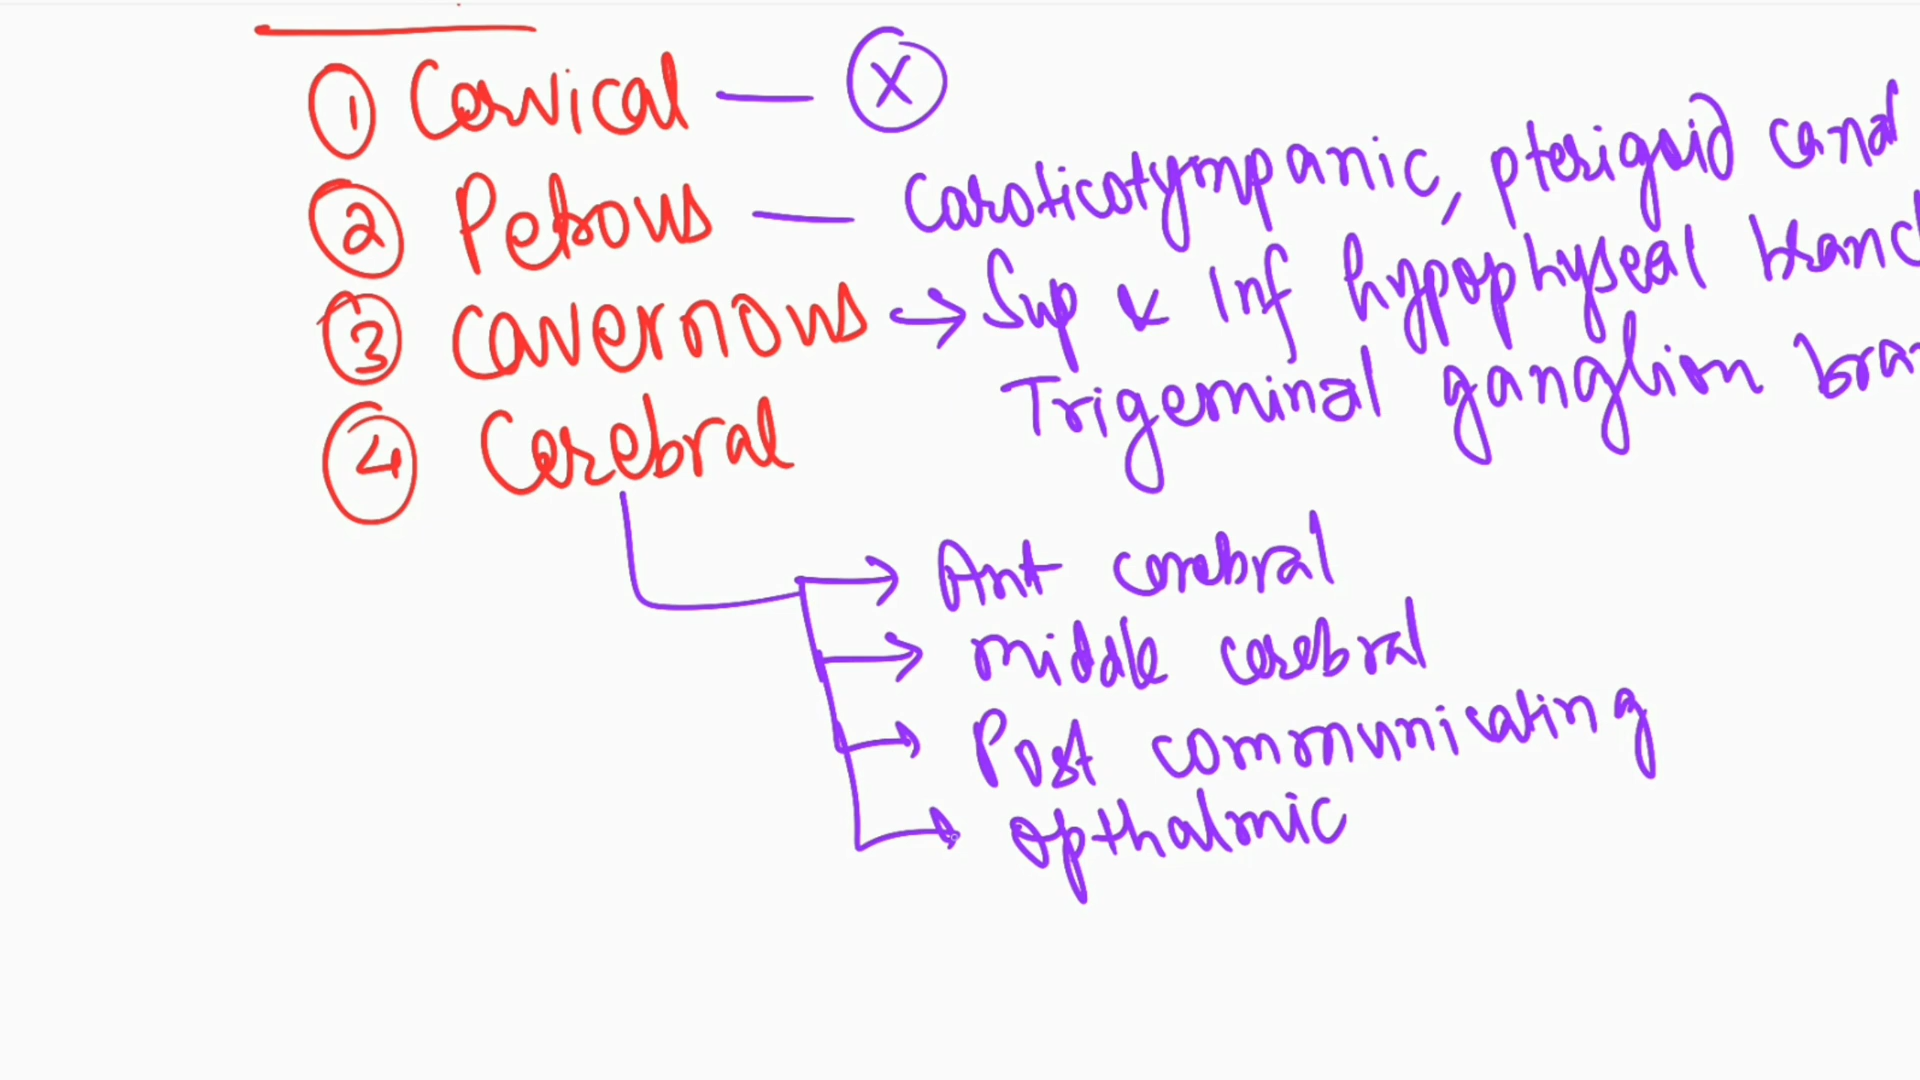 ① Cervical — X
② Petrous — Caroticotympanic, pterigoid canal
③ Cavernous → Sup & Inf hypophyseal branc
Trigeminal ganglion bra
④ Cerebral
→ Ant cerebral
→ middle cerebral
→ Post communicating
→ opthalmic